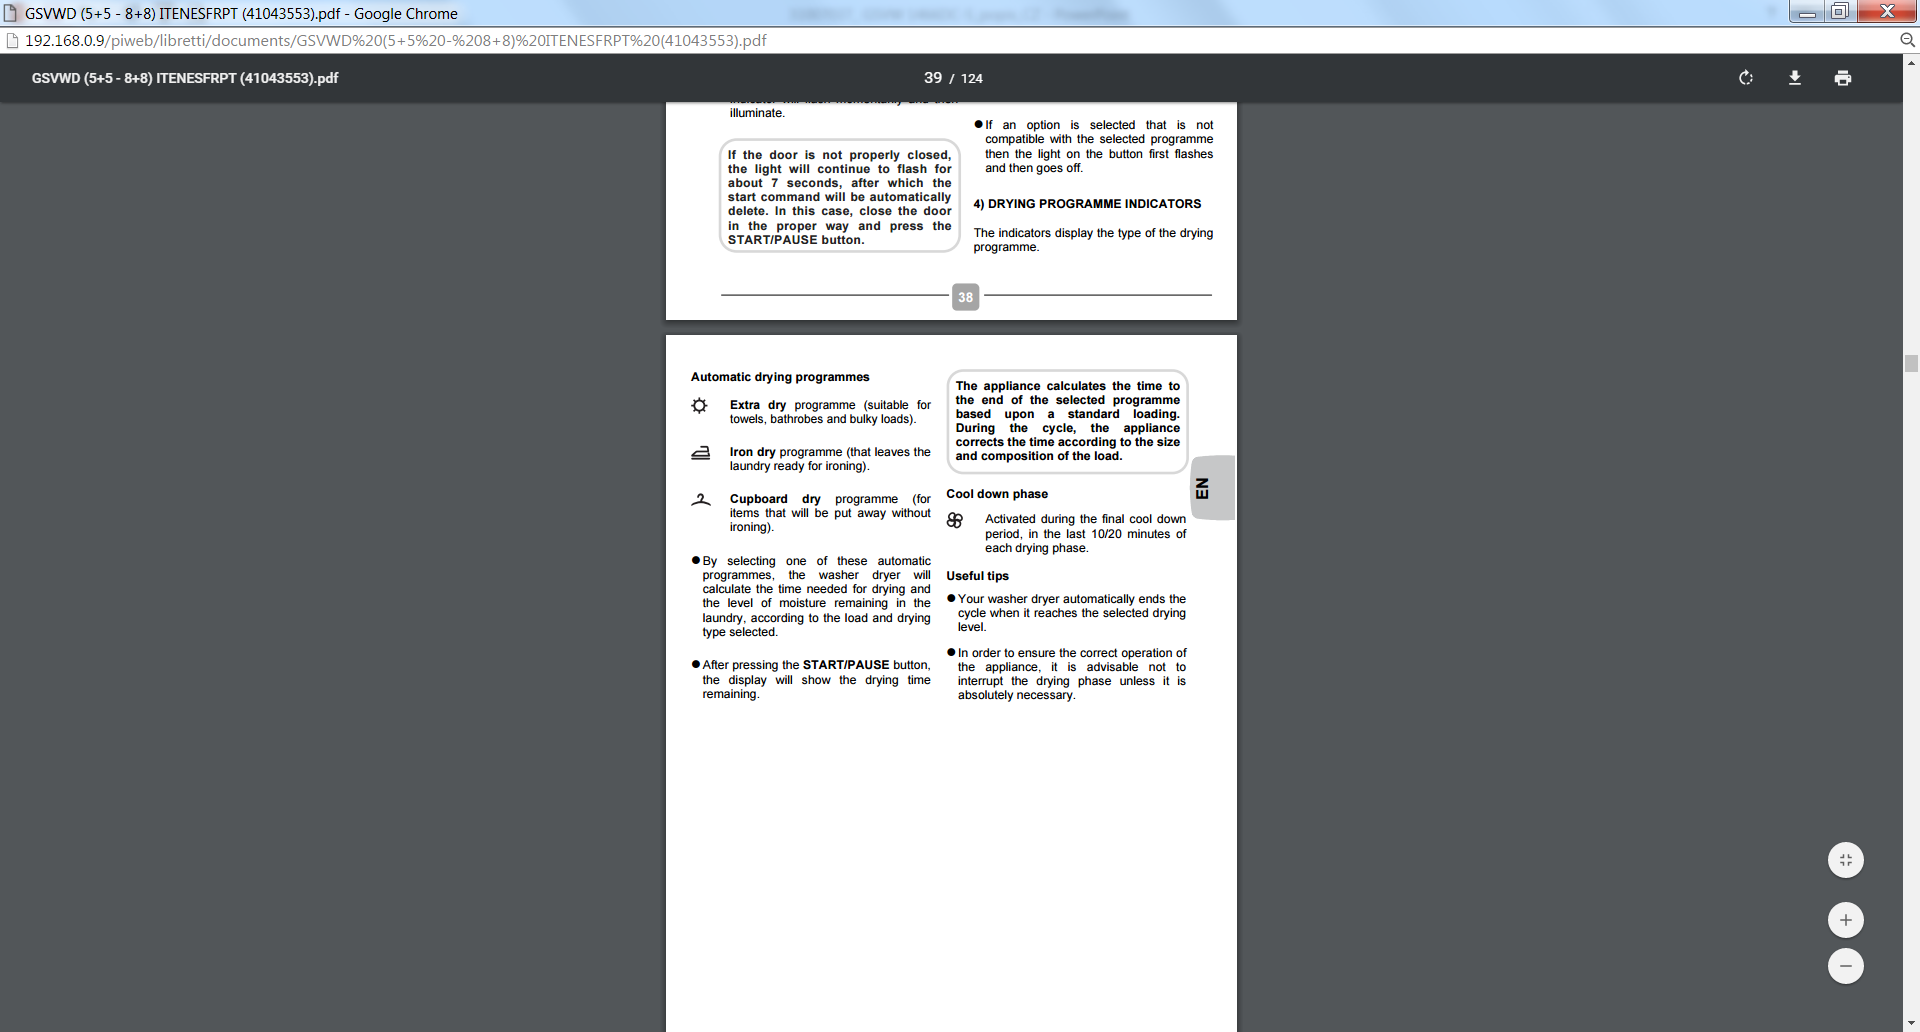 GSVWD (5+5 - 8+8) ITENESFRPT (41043553).pdf - Google Chrome
192.168.0.9/piweb/libretti/documents/GSVWD%20(5+5%20-%208+8)%20ITENESFRPT%20(41043553).pdf
GSVWD (5+5 - 8+8) ITENESFRPT (41043553).pdf
39 / 124
illuminate.
If the door is not properly closed,
the light will continue to flash for
about 7 seconds, after which the
start command will be automatically
delete. In this case, close the door
in the proper way and press the
START/PAUSE button.
● If an option is selected that is not
compatible with the selected programme
then the light on the button first flashes
and then goes off.
4) DRYING PROGRAMME INDICATORS
The indicators display the type of the drying
programme.
38
Automatic drying programmes
Extra dry programme (suitable for
towels, bathrobes and bulky loads).
Iron dry programme (that leaves the
laundry ready for ironing).
Cupboard dry programme (for
items that will be put away without
ironing).
● By selecting one of these automatic
programmes, the washer dryer will
calculate the time needed for drying and
the level of moisture remaining in the
laundry, according to the load and drying
type selected.
● After pressing the START/PAUSE button,
the display will show the drying time
remaining.
The appliance calculates the time to
the end of the selected programme
based upon a standard loading.
During the cycle, the appliance
corrects the time according to the size
and composition of the load.
Cool down phase
Activated during the final cool down
period, in the last 10/20 minutes of
each drying phase.
Useful tips
● Your washer dryer automatically ends the
cycle when it reaches the selected drying
level.
● In order to ensure the correct operation of
the appliance, it is advisable not to
interrupt the drying phase unless it is
absolutely necessary.
EN